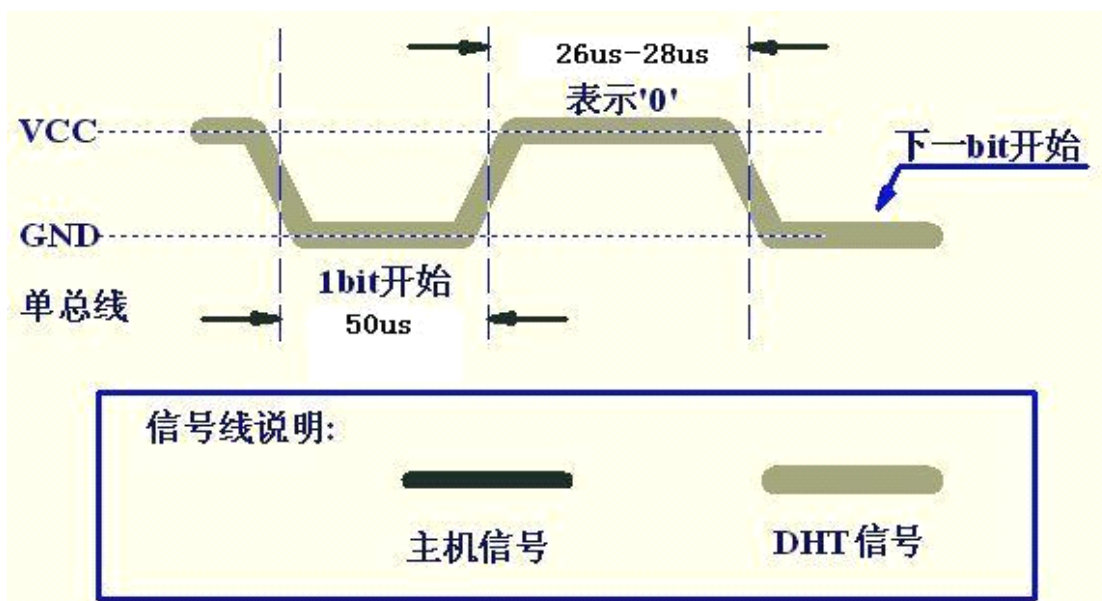 26us-28us
表示'0'
VCC
下一bit开始
GND
1bit开始
单总线
50us
信号线说明:
主机信号
DHT信号